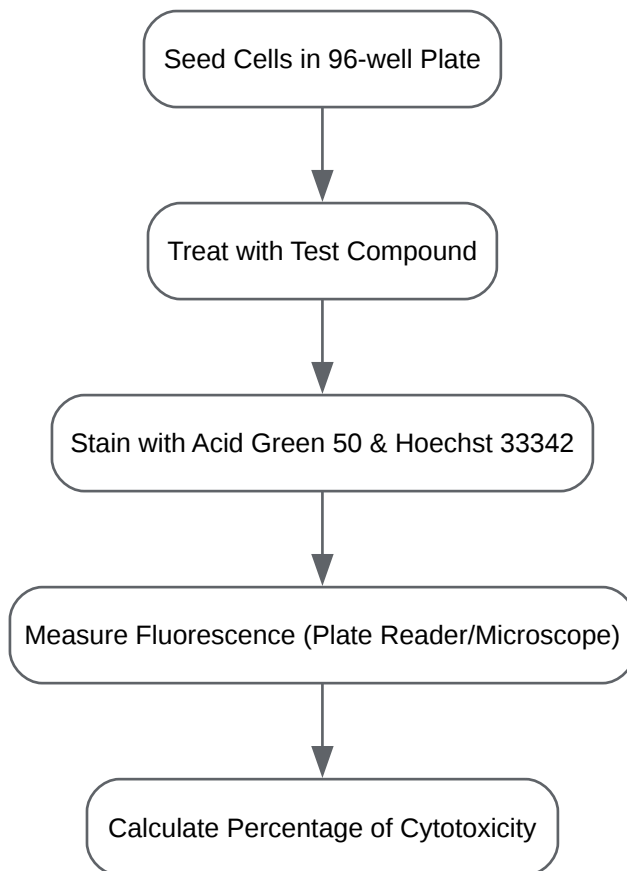 Seed Cells in 96-well Plate
Treat with Test Compound
Stain with Acid Green 50 & Hoechst 33342
Measure Fluorescence (Plate Reader/Microscope)
Calculate Percentage of Cytotoxicity